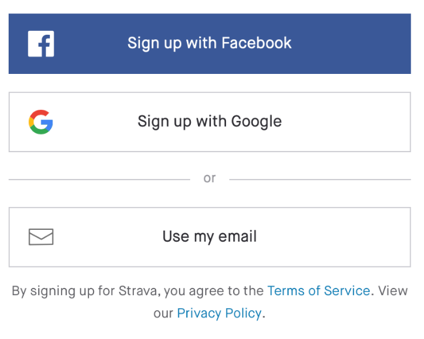 Sign up with Facebook
Sign up with Google
or
Use my email
By signing up for Strava, you agree to the Terms of Service. View
our Privacy Policy.